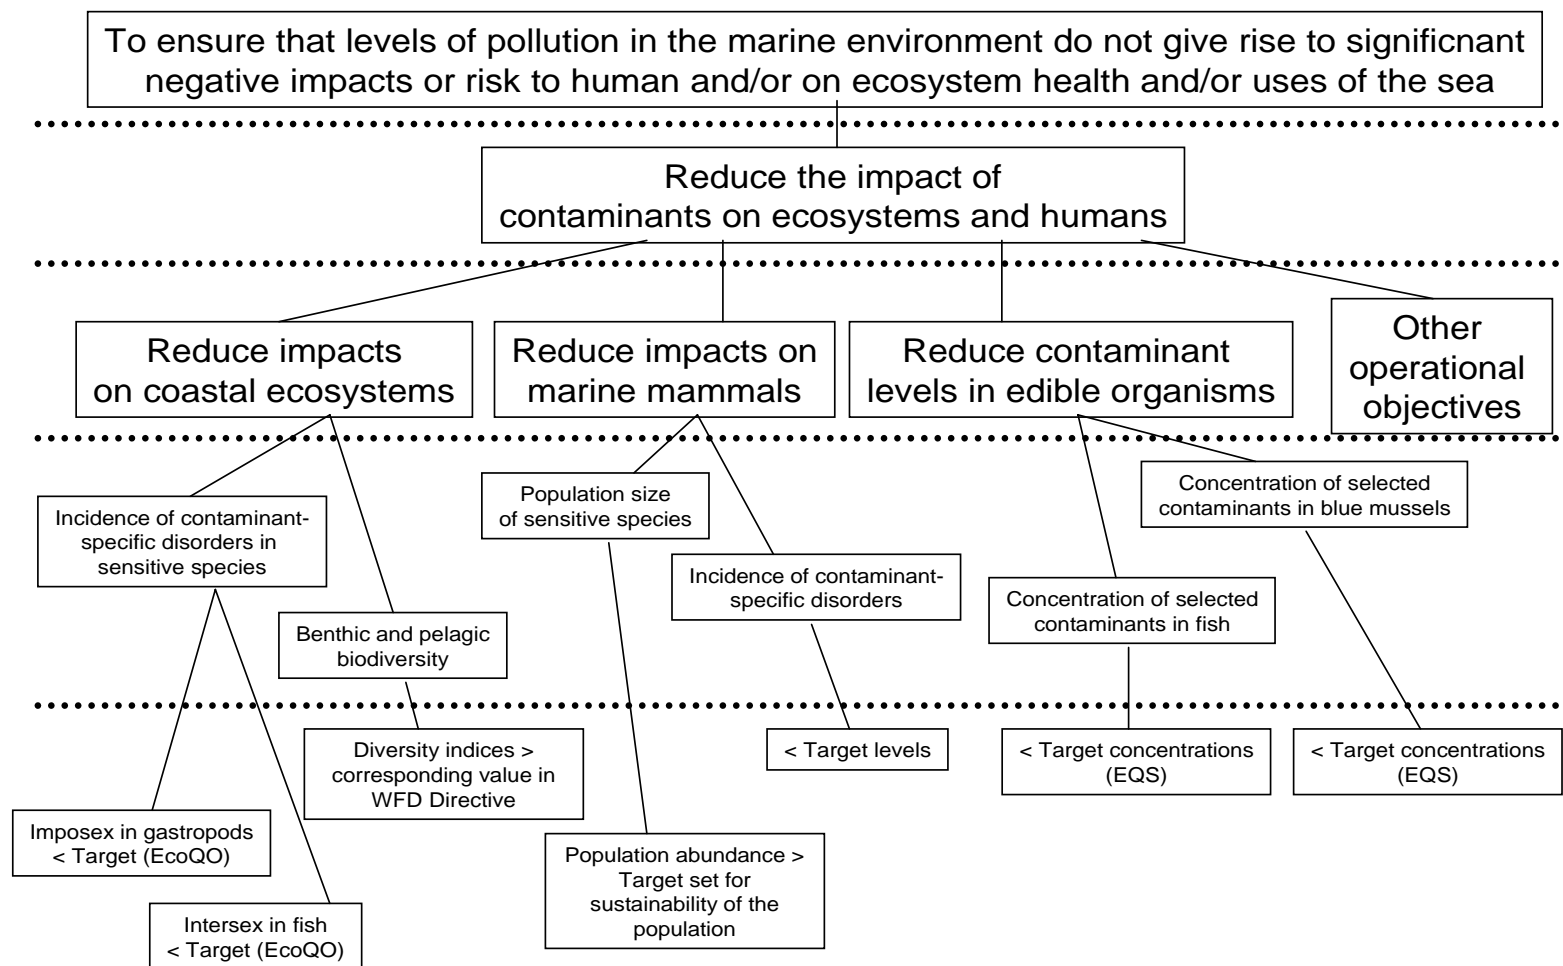 To ensure that levels of pollution in the marine environment do not give rise to significnant
negative impacts or risk to human and/or on ecosystem health and/or uses of the sea
Reduce the impact of
contaminants on ecosystems and humans
Reduce impacts
on coastal ecosystems
Reduce impacts on
marine mammals
Reduce contaminant
levels in edible organisms
Other
operational
objectives
Incidence of contaminant-
specific disorders in
sensitive species
Benthic and pelagic
biodiversity
Population size
of sensitive species
Incidence of contaminant-
specific disorders
Concentration of selected
contaminants in fish
Concentration of selected
contaminants in blue mussels
Imposex in gastropods
< Target (EcoQO)
Intersex in fish
< Target (EcoQO)
Diversity indices >
corresponding value in
WFD Directive
Population abundance >
Target set for
sustainability of the
population
< Target levels
< Target concentrations
(EQS)
< Target concentrations
(EQS)